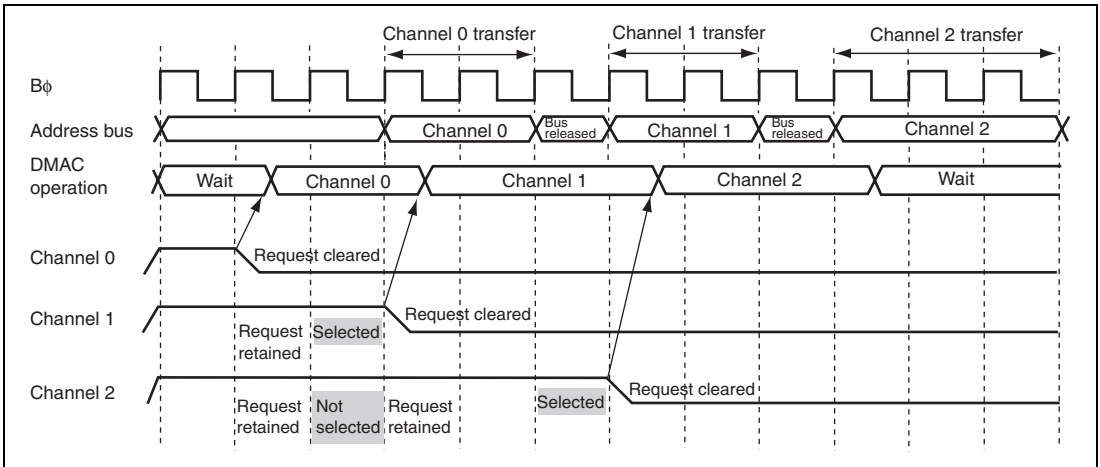 Channel 0 transfer Channel 1 transfer Channel 2 transfer
Bϕ
Address bus Channel 0 Bus released Channel 1 Bus released Channel 2
DMAC operation Wait Channel 0 Channel 1 Channel 2 Wait
Channel 0 Request cleared
Channel 1 Request cleared
Request retained Selected
Channel 2 Request cleared
Request retained Not selected Request retained Selected